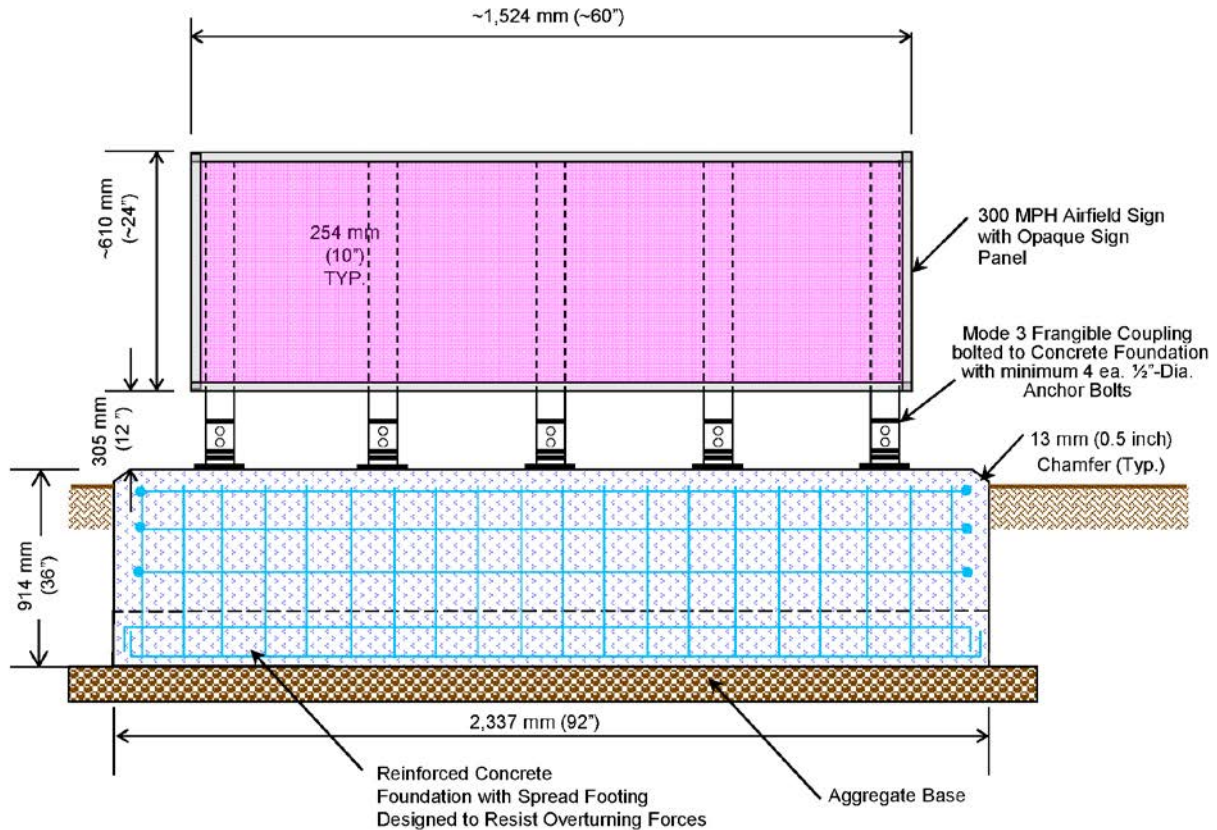 ~1,524 mm (~60")
~610 mm
(~24")
254 mm
(10")
TYP.
300 MPH Airfield Sign
with Opaque Sign
Panel
Mode 3 Frangible Coupling
bolted to Concrete Foundation
with minimum 4 ea. ½"-Dia.
Anchor Bolts
305 mm
(12 ")
13 mm (0.5 inch)
Chamfer (Typ.)
914 mm
(36")
2,337 mm (92")
Reinforced Concrete
Foundation with Spread Footing
Designed to Resist Overturning Forces
Aggregate Base